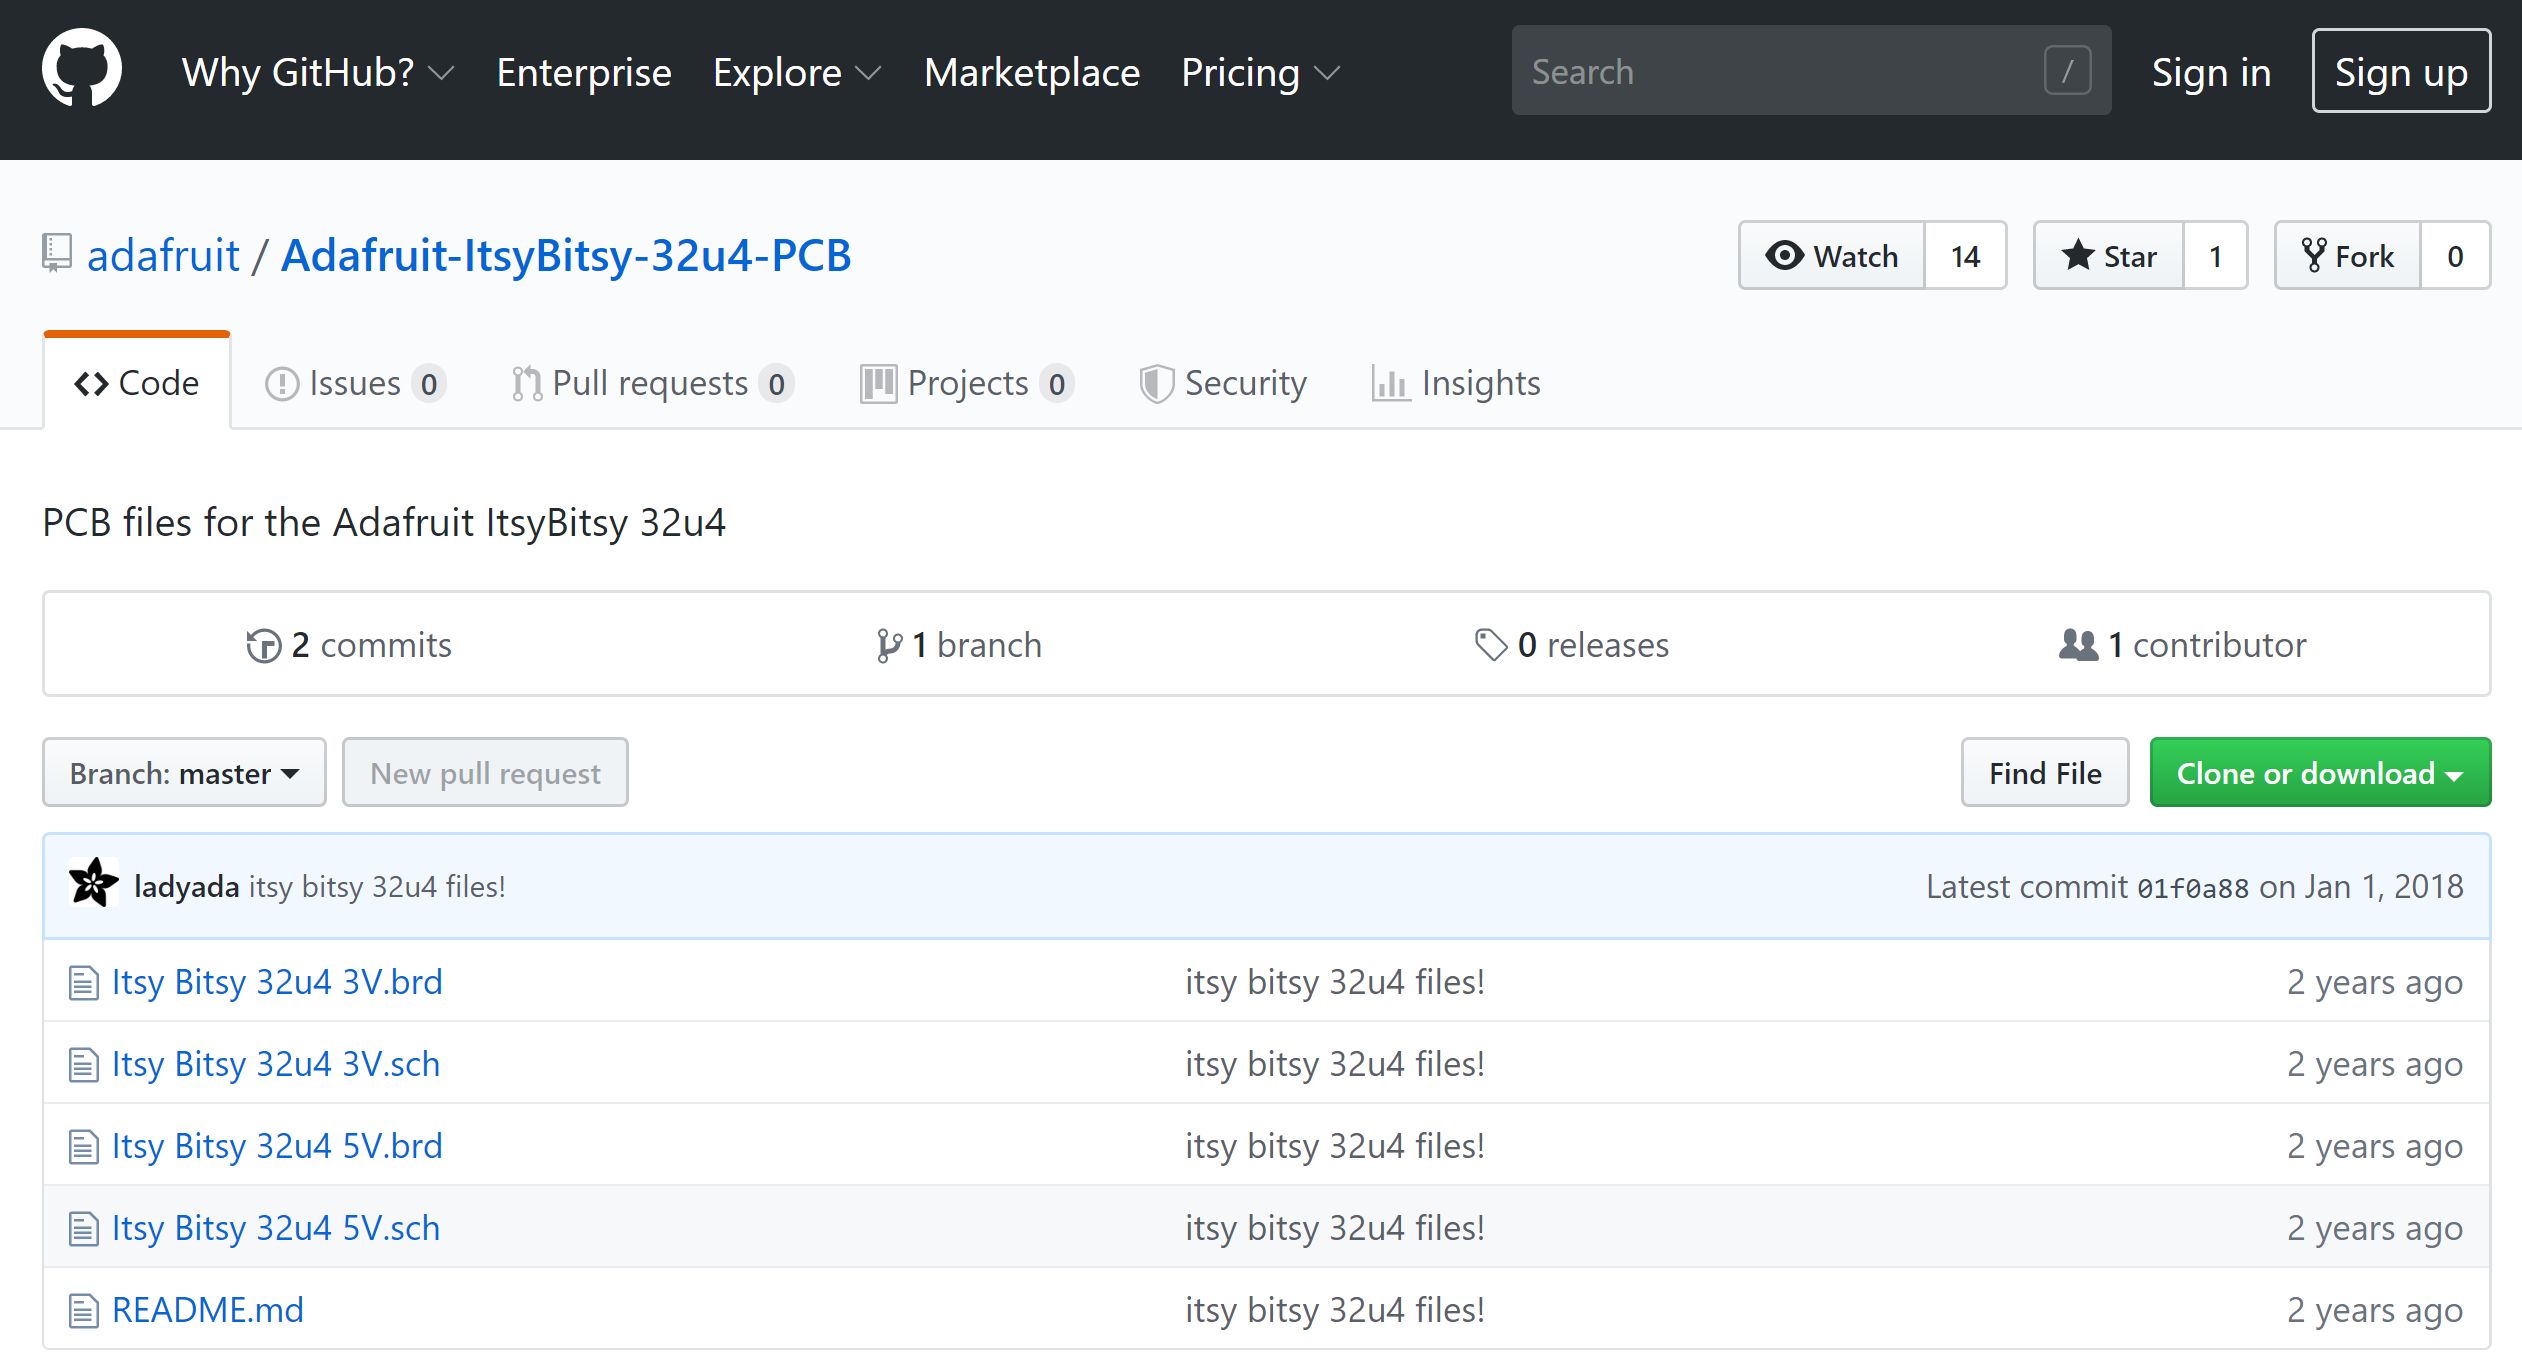 Why GitHub? Enterprise Explore Marketplace Pricing Search / Sign in Sign up
adafruit / Adafruit-ItsyBitsy-32u4-PCB Watch 14 Star 1 Fork 0
Code Issues 0 Pull requests 0 Projects 0 Security Insights
PCB files for the Adafruit ItsyBitsy 32u4
2 commits 1 branch 0 releases 1 contributor
Branch: master New pull request Find File Clone or download
ladyada itsy bitsy 32u4 files! Latest commit 01f0a88 on Jan 1, 2018
Itsy Bitsy 32u4 3V.brd itsy bitsy 32u4 files! 2 years ago
Itsy Bitsy 32u4 3V.sch itsy bitsy 32u4 files! 2 years ago
Itsy Bitsy 32u4 5V.brd itsy bitsy 32u4 files! 2 years ago
Itsy Bitsy 32u4 5V.sch itsy bitsy 32u4 files! 2 years ago
README.md itsy bitsy 32u4 files! 2 years ago